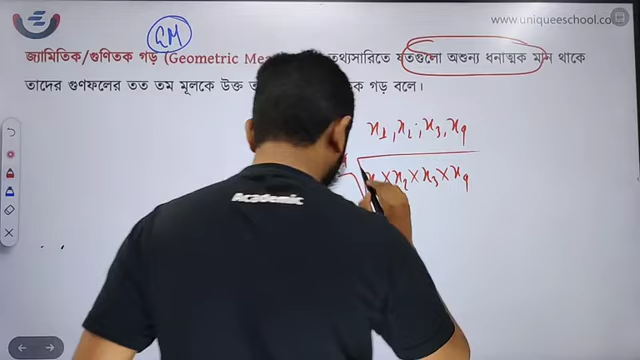 www.uniqueeschool.com
GM
জ্যামিতিক/গুণিতক গড় (Geometric Me তথ্যসারিতে যতগুলো অশূন্য ধনাত্মক মান থাকে
তাদের গুণফলের তত তম মূলকে উক্ত গড় বলে।
x₁, x₂, x₃, x₄
x x₂ x x₃ x x₄
Academic